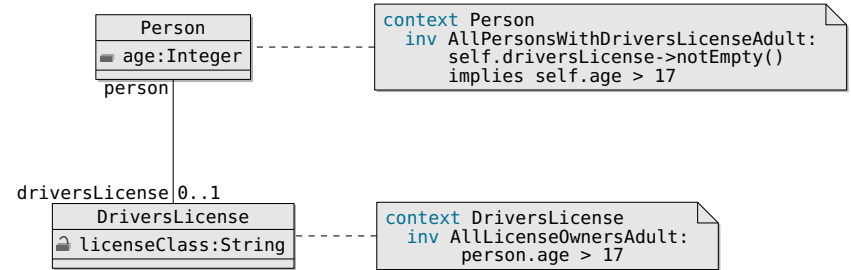 Person
age:Integer
person
context Person
inv AllPersonsWithDriversLicenseAdult:
self.driversLicense->notEmpty()
implies self.age > 17
driversLicense 0..1
DriversLicense
licenseClass:String
context DriversLicense
inv AllLicenseOwnersAdult:
person.age > 17